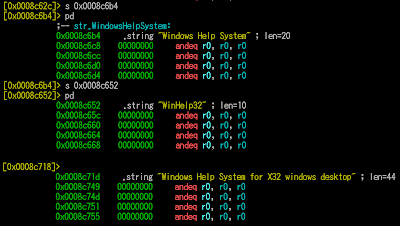 [0x0008c62c]> s 0x0008c6b4
[0x0008c6b4]> pd
;-- str.WindowsHelpSystem:
0x0008c6b4 .string "Windows Help System" ; len=20
0x0008c6c8 00000000 andeq r0, r0, r0
0x0008c6cc 00000000 andeq r0, r0, r0
0x0008c6d0 00000000 andeq r0, r0, r0
0x0008c6d4 00000000 andeq r0, r0, r0
[0x0008c6b4]> s 0x0008c652
[0x0008c652]> pd
0x0008c652 .string "WinHelp32" ; len=10
0x0008c65c 00000000 andeq r0, r0, r0
0x0008c660 00000000 andeq r0, r0, r0
0x0008c664 00000000 andeq r0, r0, r0
0x0008c668 00000000 andeq r0, r0, r0
[0x0008c718]>
0x0008c71d .string "Windows Help System for X32 windows desktop" ; len=44
0x0008c749 00000000 andeq r0, r0, r0
0x0008c74d 00000000 andeq r0, r0, r0
0x0008c751 00000000 andeq r0, r0, r0
0x0008c755 00000000 andeq r0, r0, r0